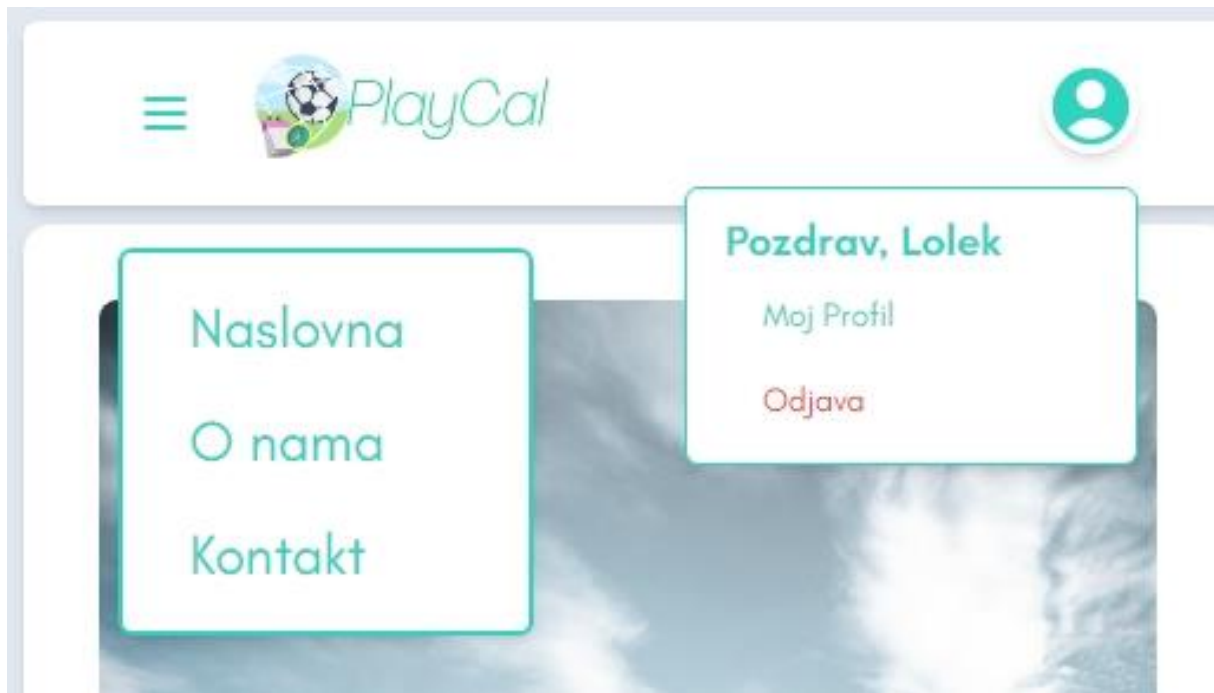 PlayCal
Pozdrav, Lolek
Moj Profil
Odjava
Naslovna
O nama
Kontakt